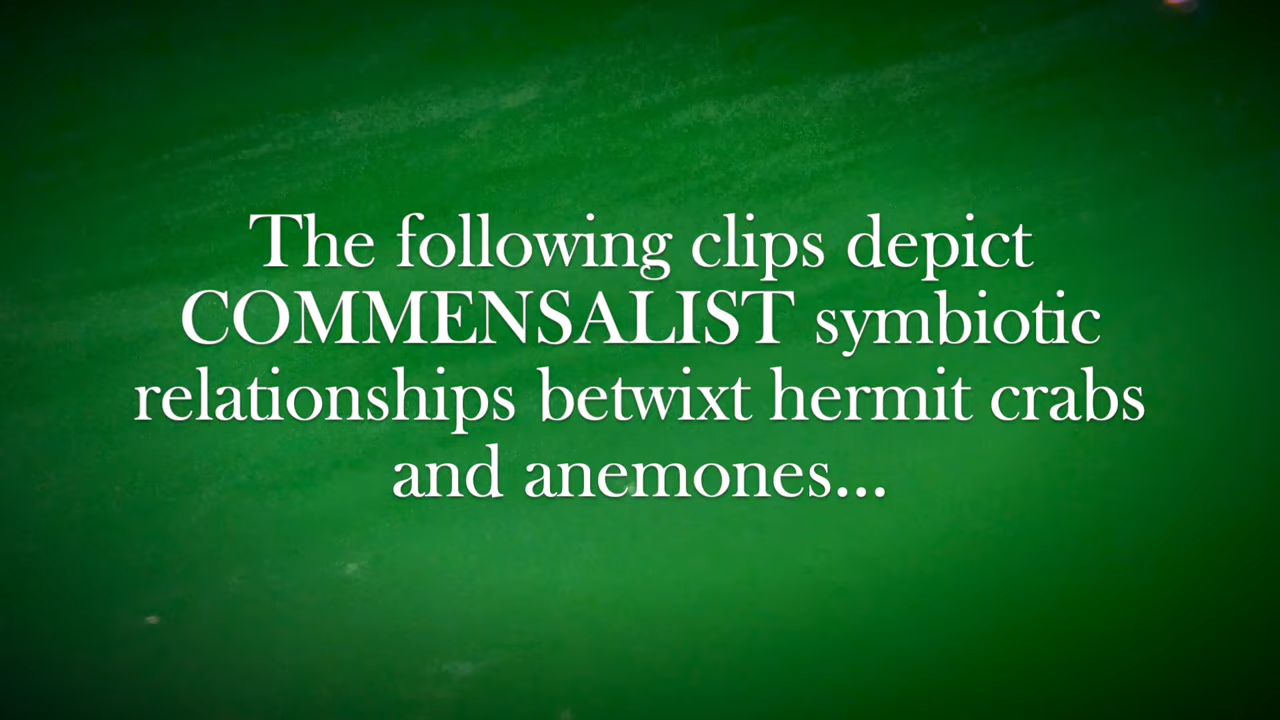 The following clips depict
COMMENSALIST symbiotic
relationships betwixt hermit crabs
and anemones...